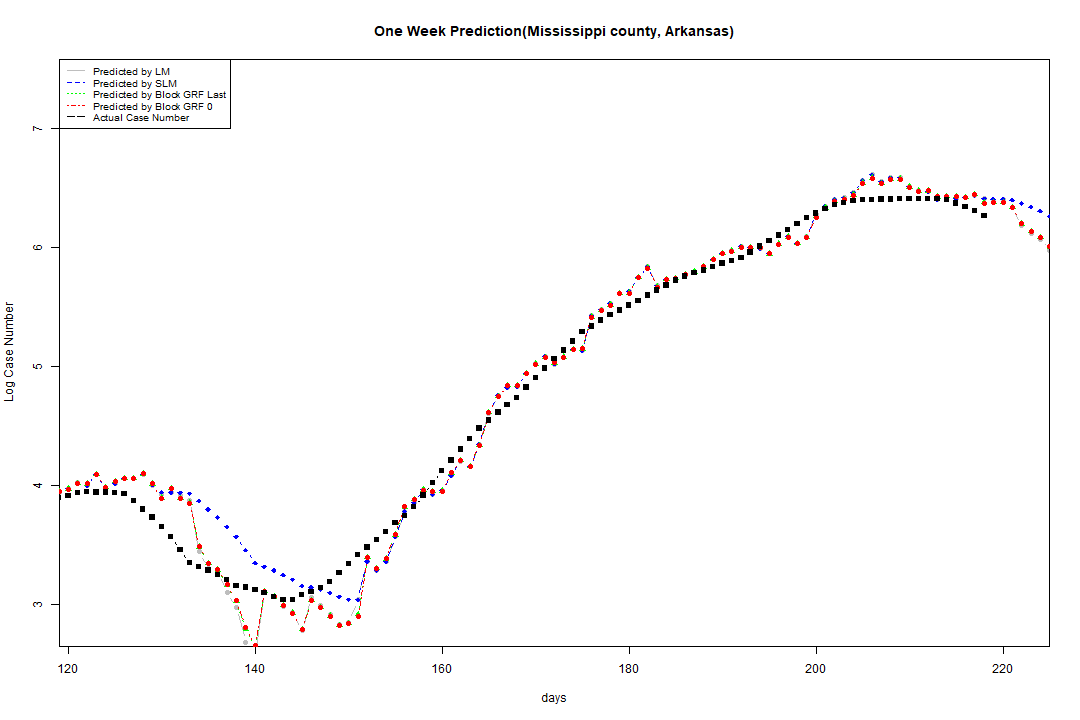 One Week Prediction(Mississippi county, Arkansas)
Predicted by LM
Predicted by SLM
Predicted by Block GRF Last
Predicted by Block GRF 0
Actual Case Number
7
6
5
4
3
Log Case Number
120 140 160 180 200 220
days